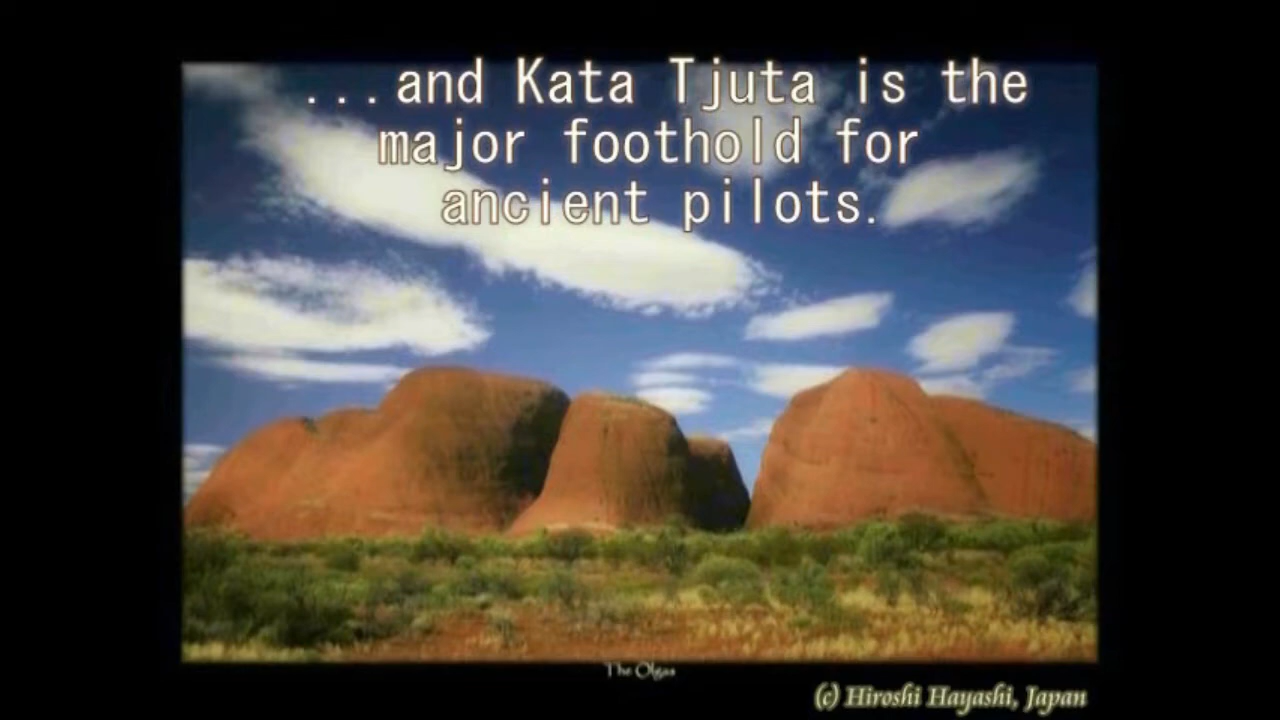 ...and Kata Tjuta is the
major foothold for
ancient pilots.
The Olgas
(c) Hiroshi Hayashi, Japan